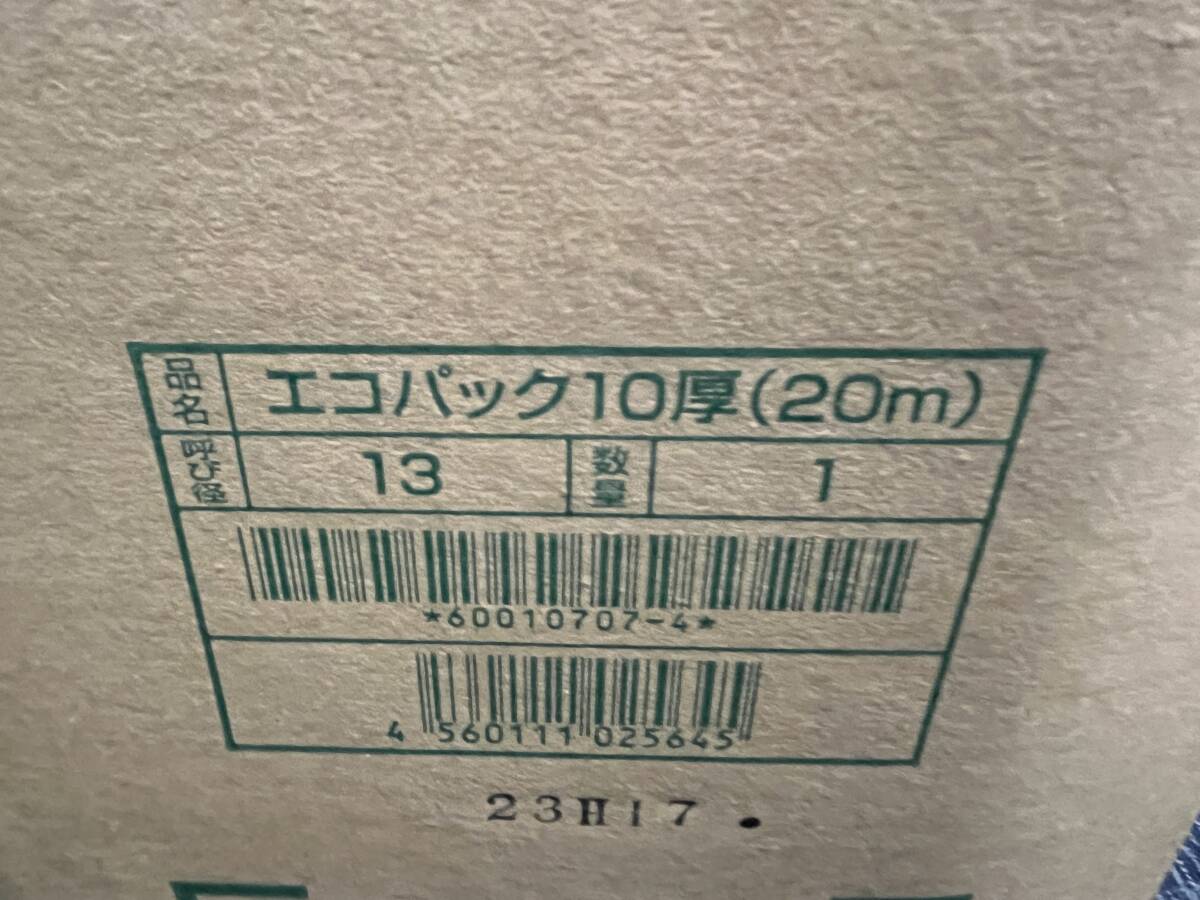 品名 エコパック10厚(20m)
呼び径 13 数量 1
*60010707-4*
4 560111 025645
23H17.